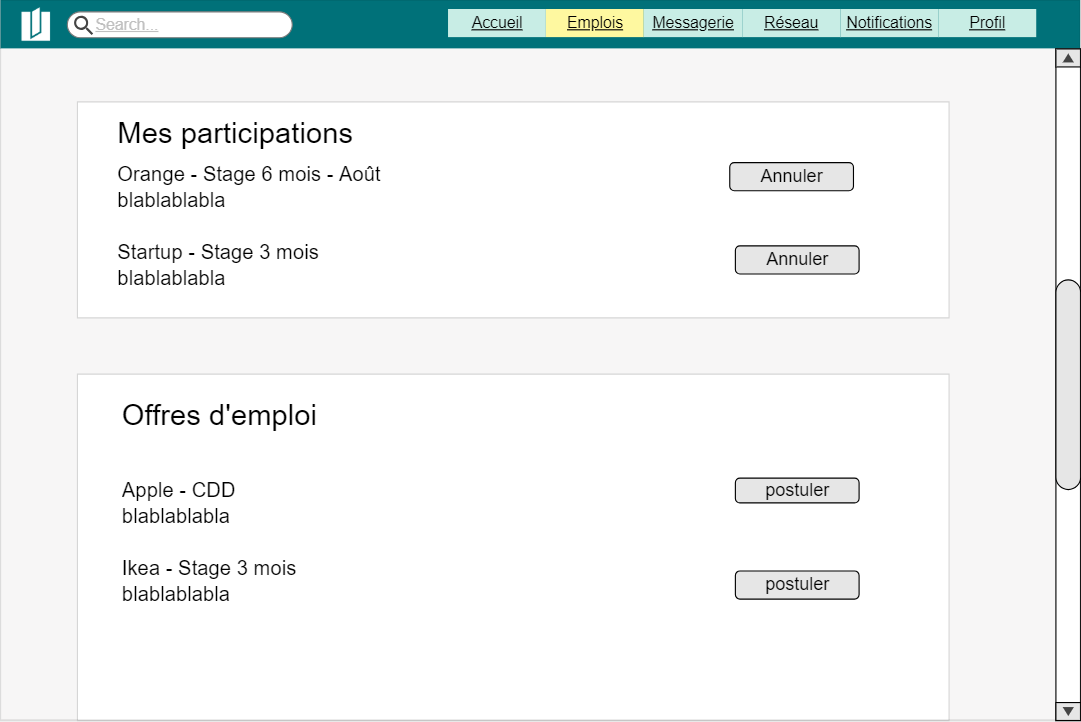 Search...
Accueil
Emplois
Messagerie
Réseau
Notifications
Profil
Mes participations
Orange - Stage 6 mois - Août
Annuler
blablablabla
Startup - Stage 3 mois
Annuler
blablablabla
Offres d'emploi
Apple - CDD
postuler
blablablabla
Ikea - Stage 3 mois
postuler
blablablabla